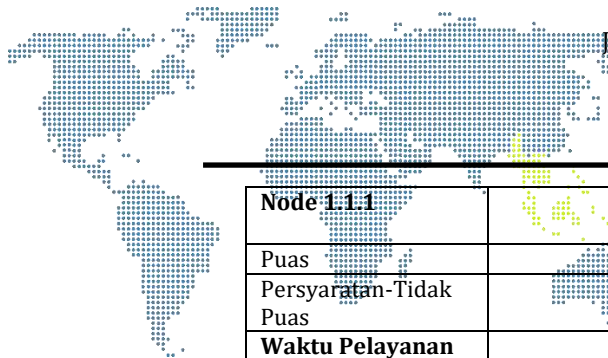 Node 1.1.1
Puas
Persyaratan-Tidak
Puas
Waktu Pelayanan